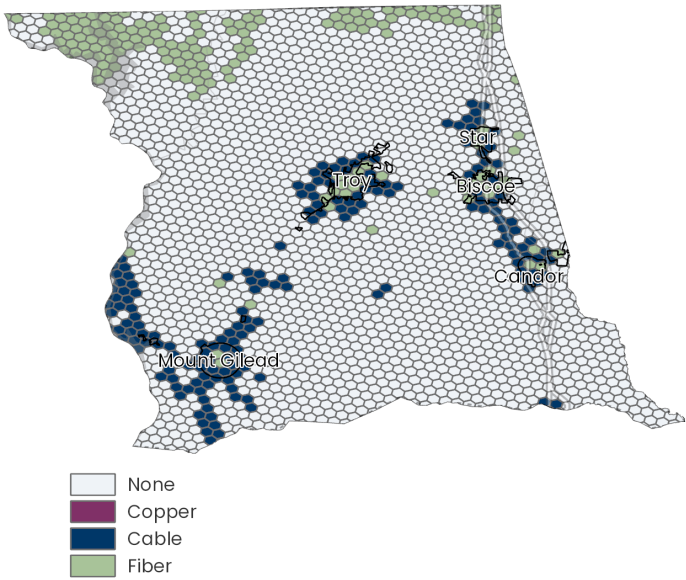 Star
Troy
Biscoe
Candor
Mount Gilead
None
Copper
Cable
Fiber